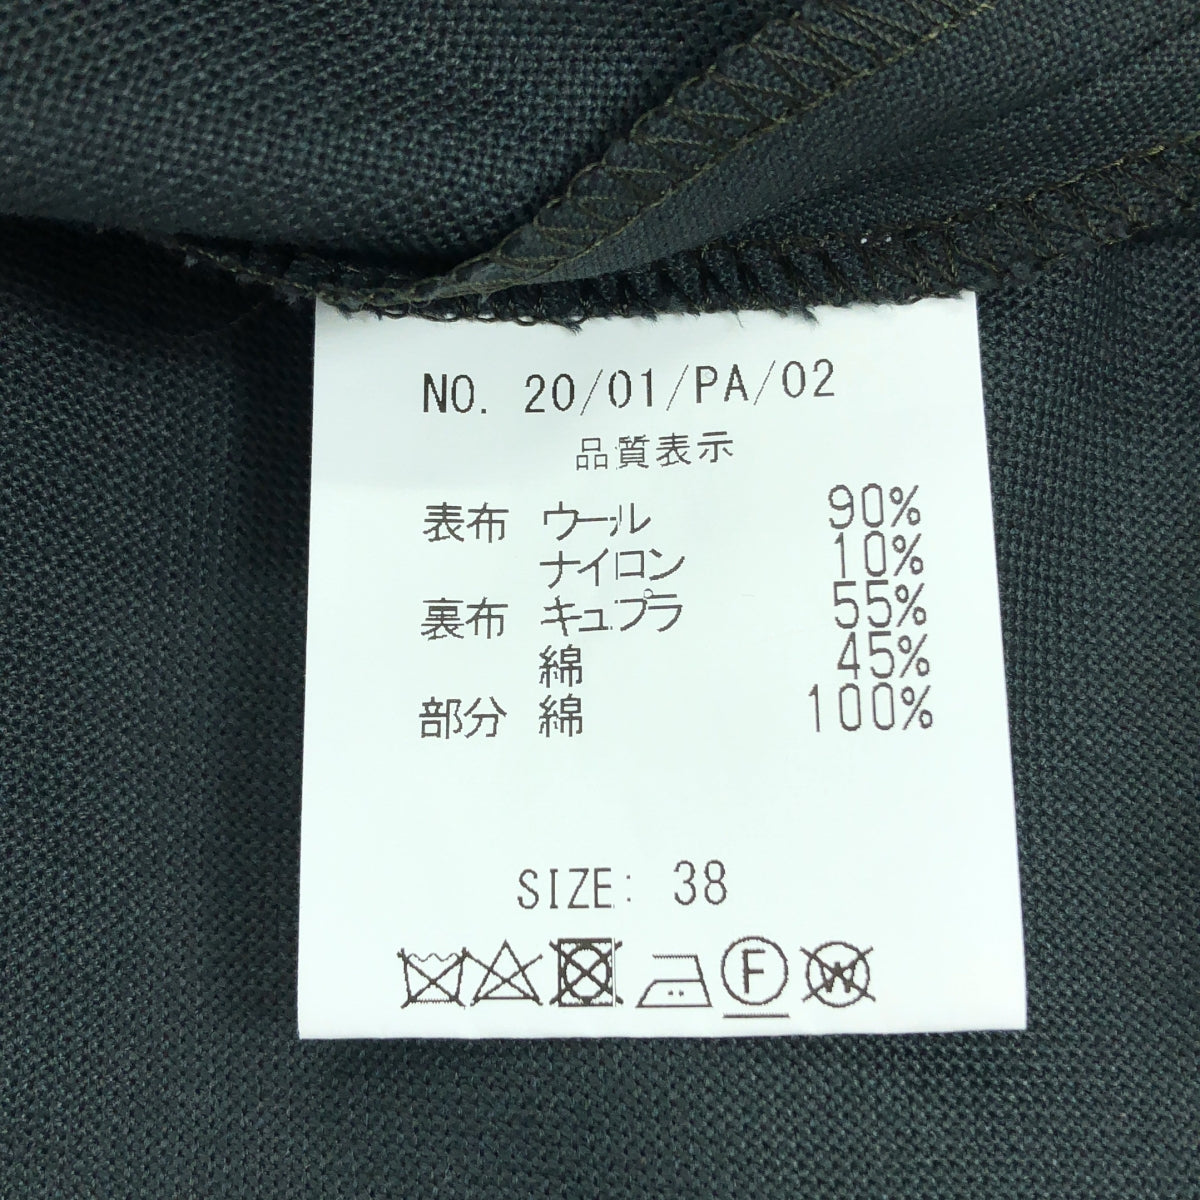 NO. 20/01/PA/02
品質表示
表布 ウール 90%
ナイロン 10%
裏布 キュプラ 55%
綿 45%
部分 綿 100%
SIZE: 38
F W